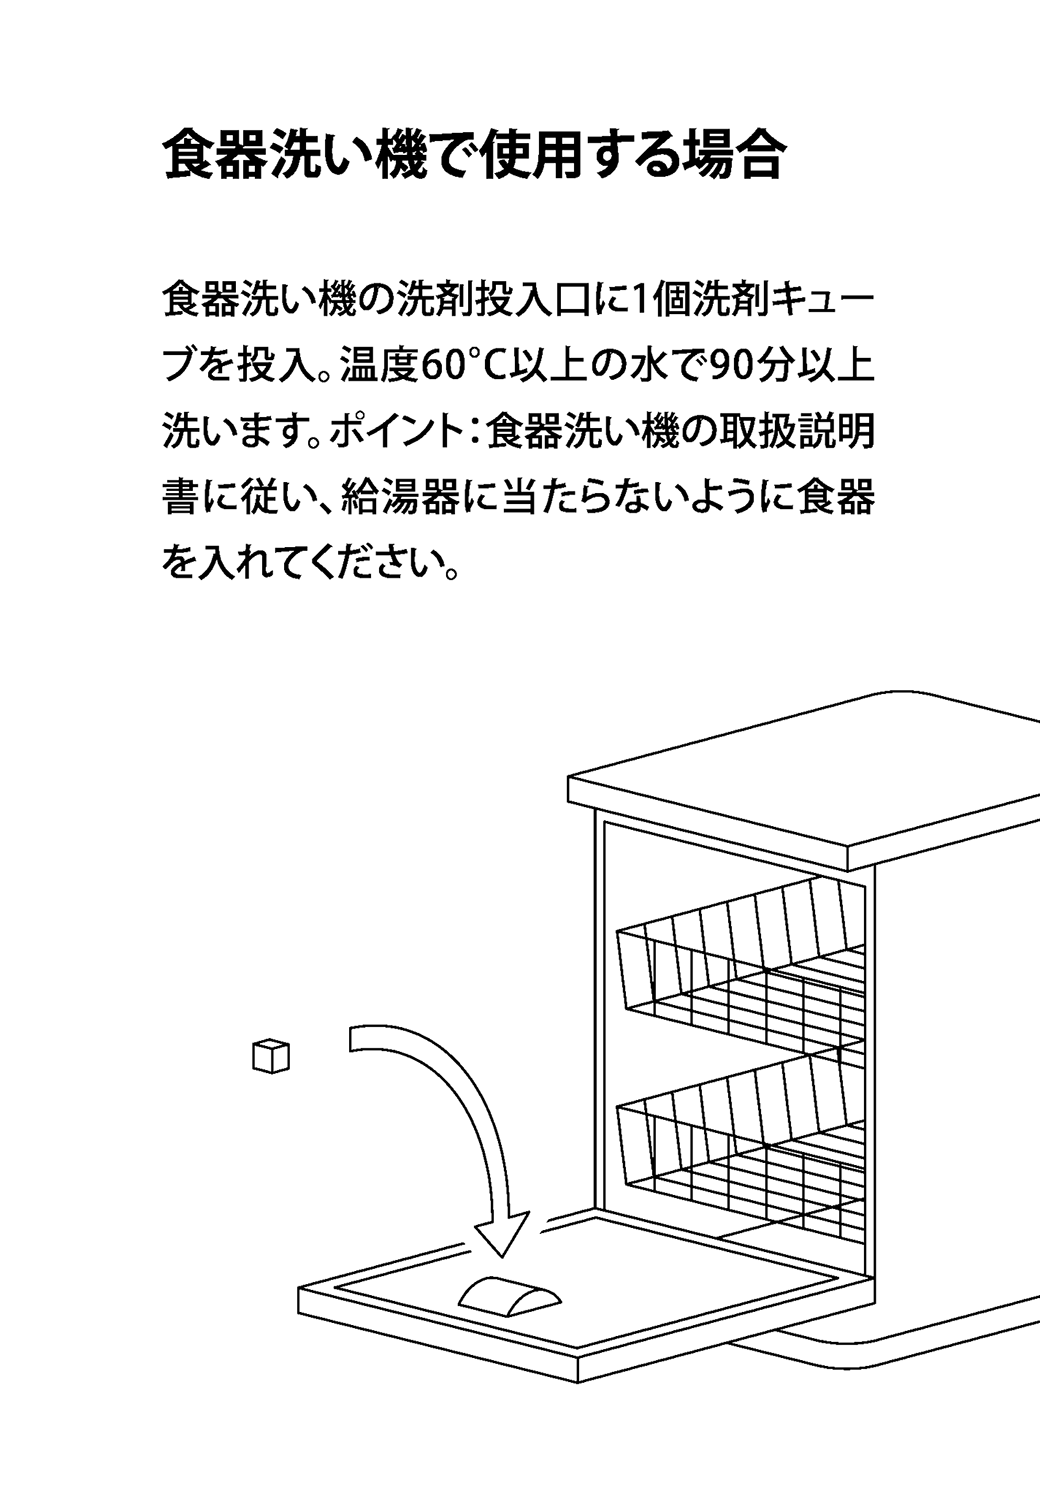 食器洗い機で使用する場合
食器洗い機の洗剤投入口に1個洗剤キュー
ブを投入。温度60°C以上の水で90分以上
洗います。ポイント：食器洗い機の取扱説明
書に従い、給湯器に当たらないように食器
を入れてください。